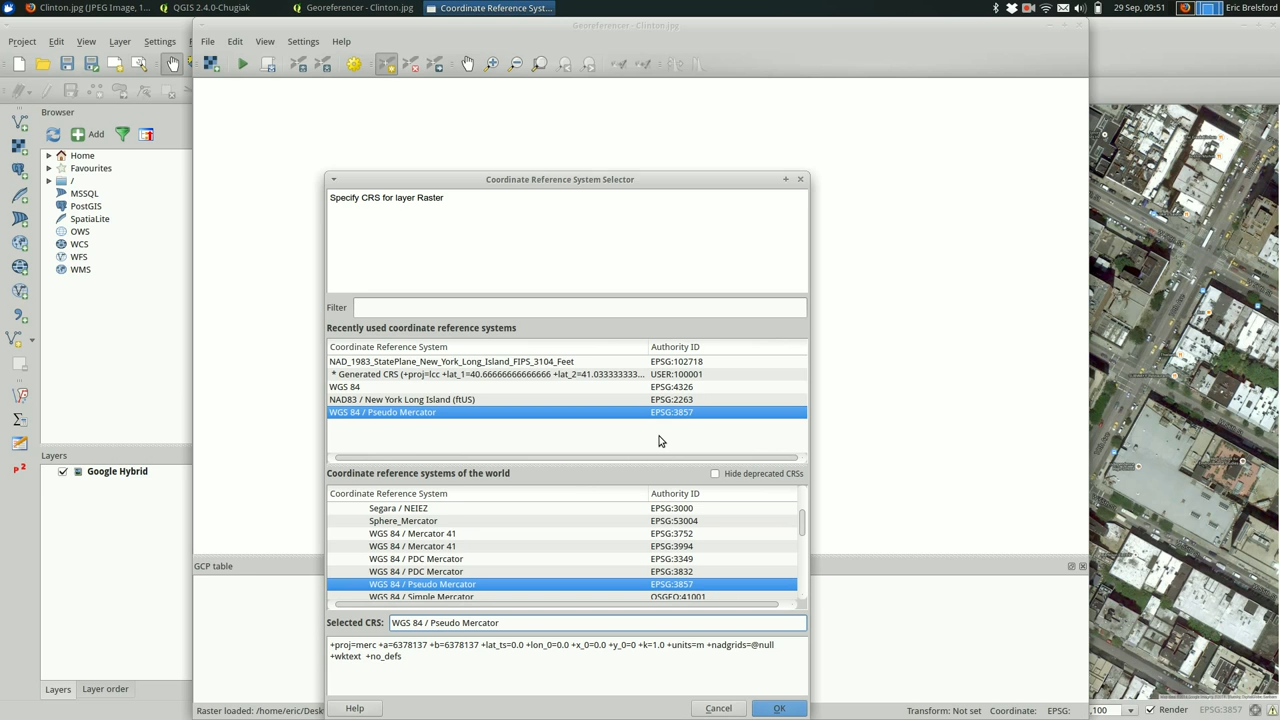 Clinton.jpg (JPEG Image, 1...
QGIS 2.4.0-Chugiak
Georeferencer - Clinton.jpg
Coordinate Reference Syst...
29 Sep, 09:51
Eric Brelsford
Georeferencer - Clinton.jpg
Project Edit View Layer Settings
File Edit View Settings Help
Browser
Add
Home
Favourites
/
MSSQL
PostGIS
SpatiaLite
OWS
WCS
WFS
WMS
Layers
Google Hybrid
Layers
Layer order
Coordinate Reference System Selector
Specify CRS for layer Raster
Filter
Recently used coordinate reference systems
Coordinate Reference System Authority ID
NAD_1983_StatePlane_New_York_Long_Island_FIPS_3104_Feet EPSG:102718
* Generated CRS (+proj=lcc +lat_1=40.66666666666666 +lat_2=41.033333333... USER:100001
WGS 84 EPSG:4326
NAD83 / New York Long Island (ftUS) EPSG:2263
WGS 84 / Pseudo Mercator EPSG:3857
Coordinate reference systems of the world
Hide deprecated CRSs
Coordinate Reference System Authority ID
Segara / NEIEZ EPSG:3000
Sphere_Mercator EPSG:53004
WGS 84 / Mercator 41 EPSG:3752
WGS 84 / Mercator 41 EPSG:3994
WGS 84 / PDC Mercator EPSG:3349
WGS 84 / PDC Mercator EPSG:3832
WGS 84 / Pseudo Mercator EPSG:3857
WGS 84 / Simple Mercator OSGEO:41001
Selected CRS: WGS 84 / Pseudo Mercator
+proj=merc +a=6378137 +b=6378137 +lat_ts=0.0 +lon_0=0.0 +x_0=0.0 +y_0=0 +k=1.0 +units=m +nadgrids=@null
+wktext +no_defs
Help
Cancel
OK
GCP table
Raster loaded: /home/eric/Desk
Transform: Not set
Coordinate:
EPSG:
,100
Render
EPSG:3857